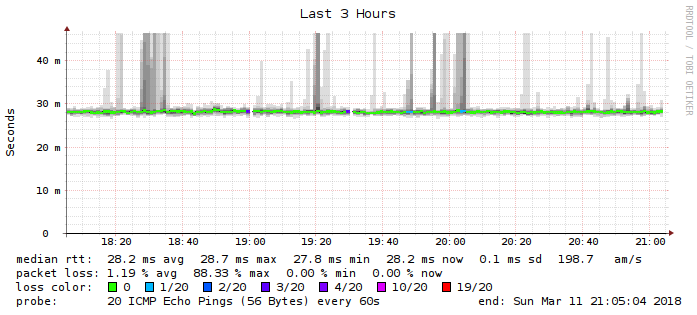 Last 3 Hours
RRDTOOL / TOBI OETIKER
Seconds
40 m
30 m
20 m
10 m
0
18:20 18:40 19:00 19:20 19:40 20:00 20:20 20:40 21:00
median rtt: 28.2 ms avg 28.7 ms max 27.8 ms min 28.2 ms now 0.1 ms sd 198.7 am/s
packet loss: 1.19 % avg 88.33 % max 0.00 % min 0.00 % now
loss color: 0 1/20 2/20 3/20 4/20 10/20 19/20
probe: 20 ICMP Echo Pings (56 Bytes) every 60s end: Sun Mar 11 21:05:04 2018